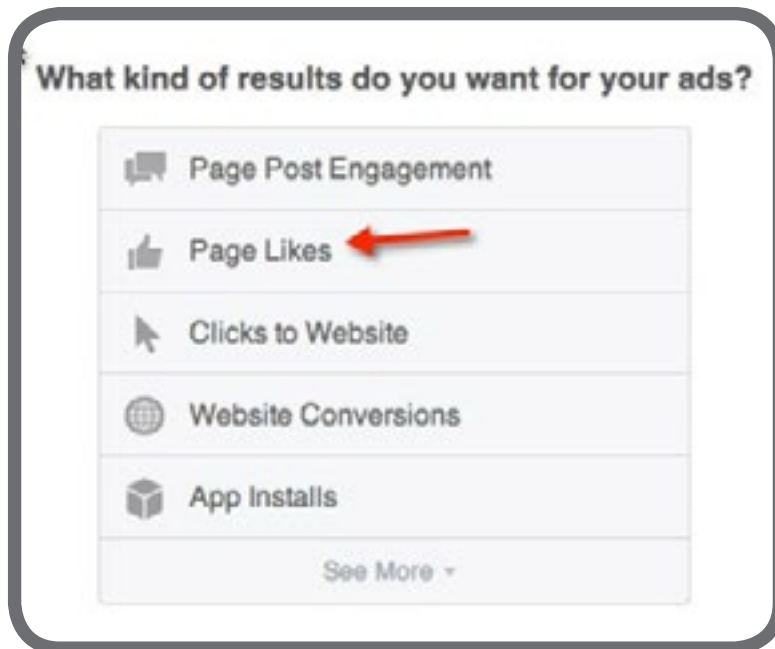 What kind of results do you want for your ads?
Page Post Engagement
Page Likes
Clicks to Website
Website Conversions
App Installs
See More